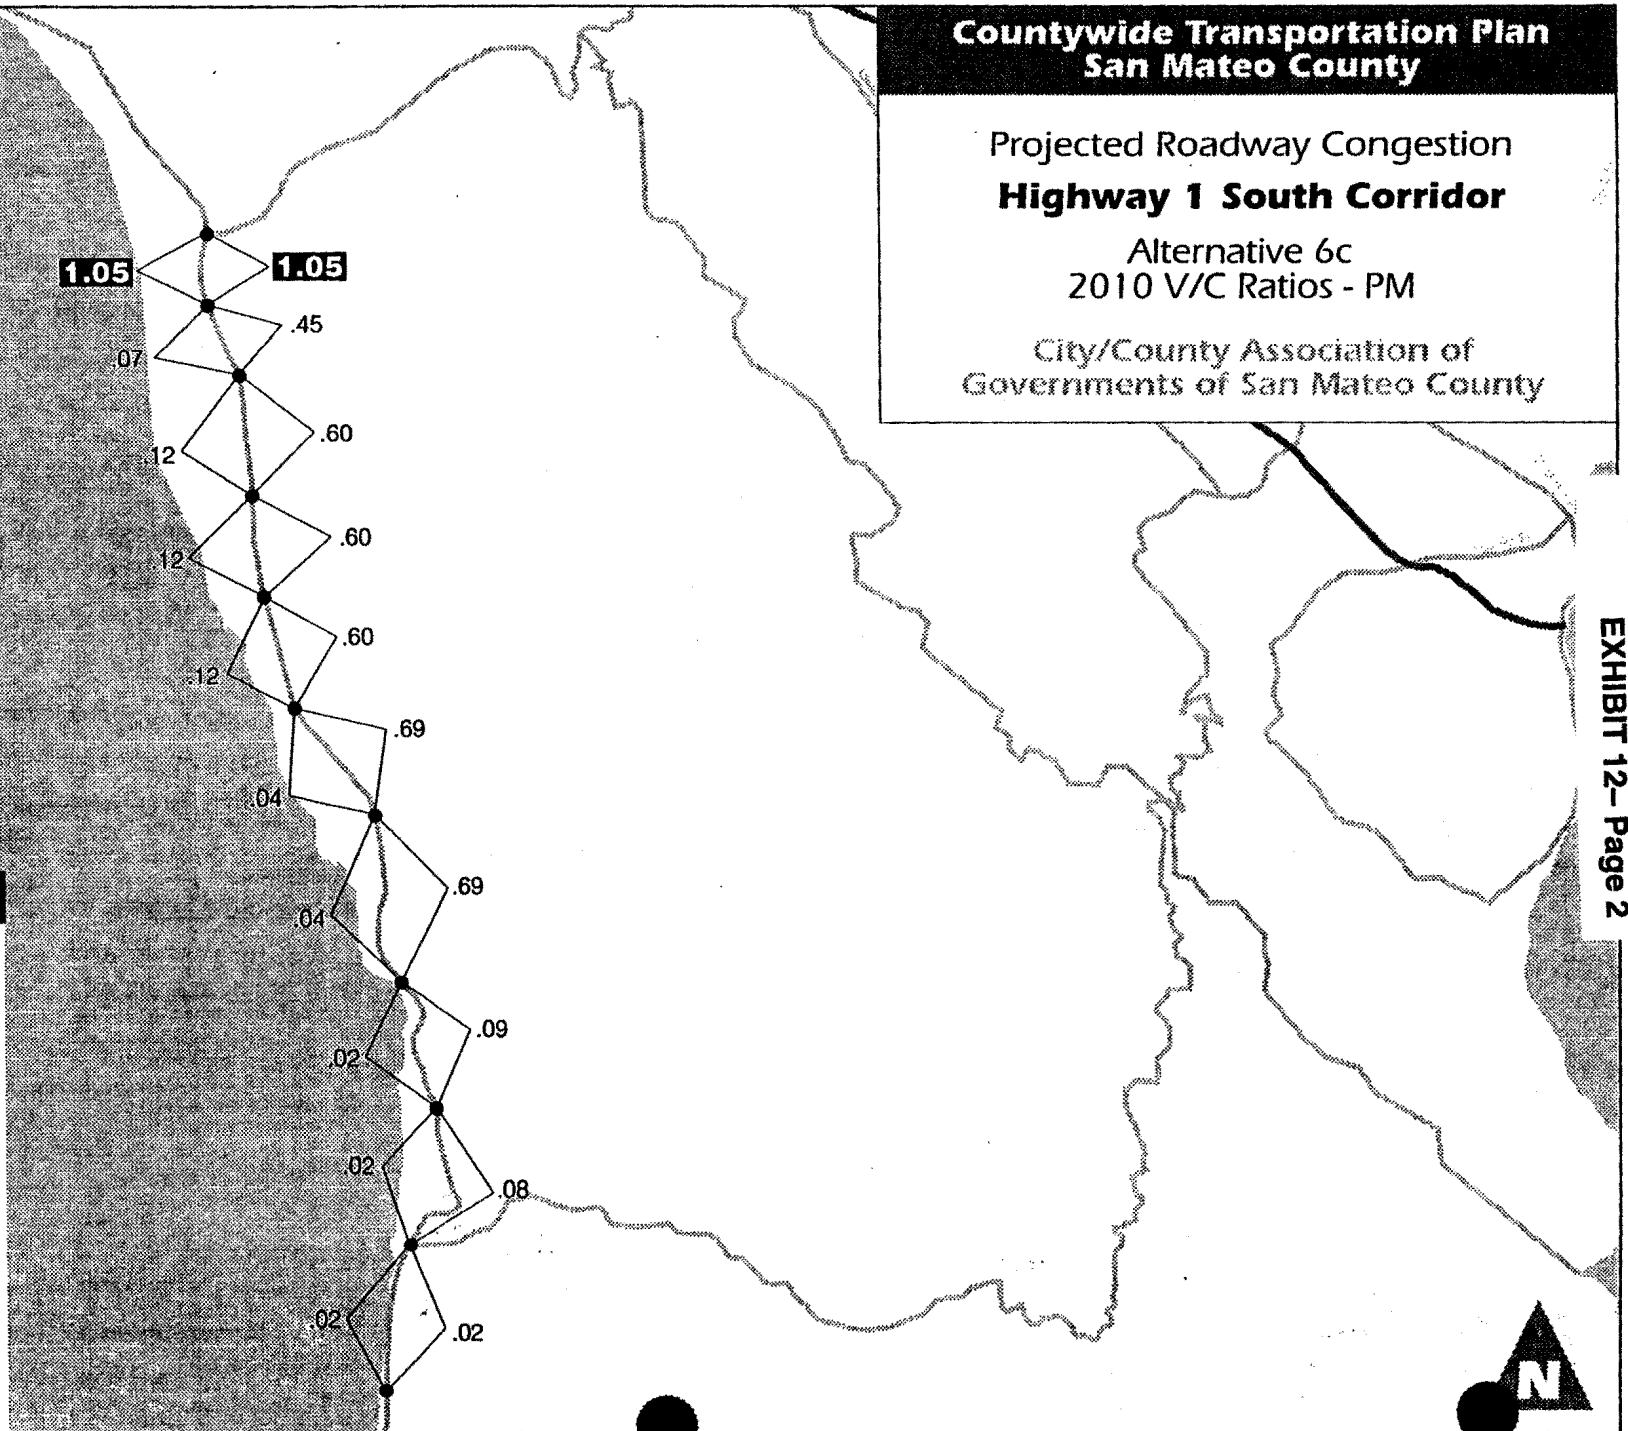 Countywide Transportation Plan
San Mateo County
Projected Roadway Congestion
Highway 1 South Corridor
Alternative 6c
2010 V/C Ratios - PM
City/County Association of
Governments of San Mateo County
1.05
1.05
.45
.07
.60
.12
.60
.12
.60
.12
.69
.04
.69
.04
.09
.02
.02
.08
.02
.02
EXHIBIT 12– Page 2
N